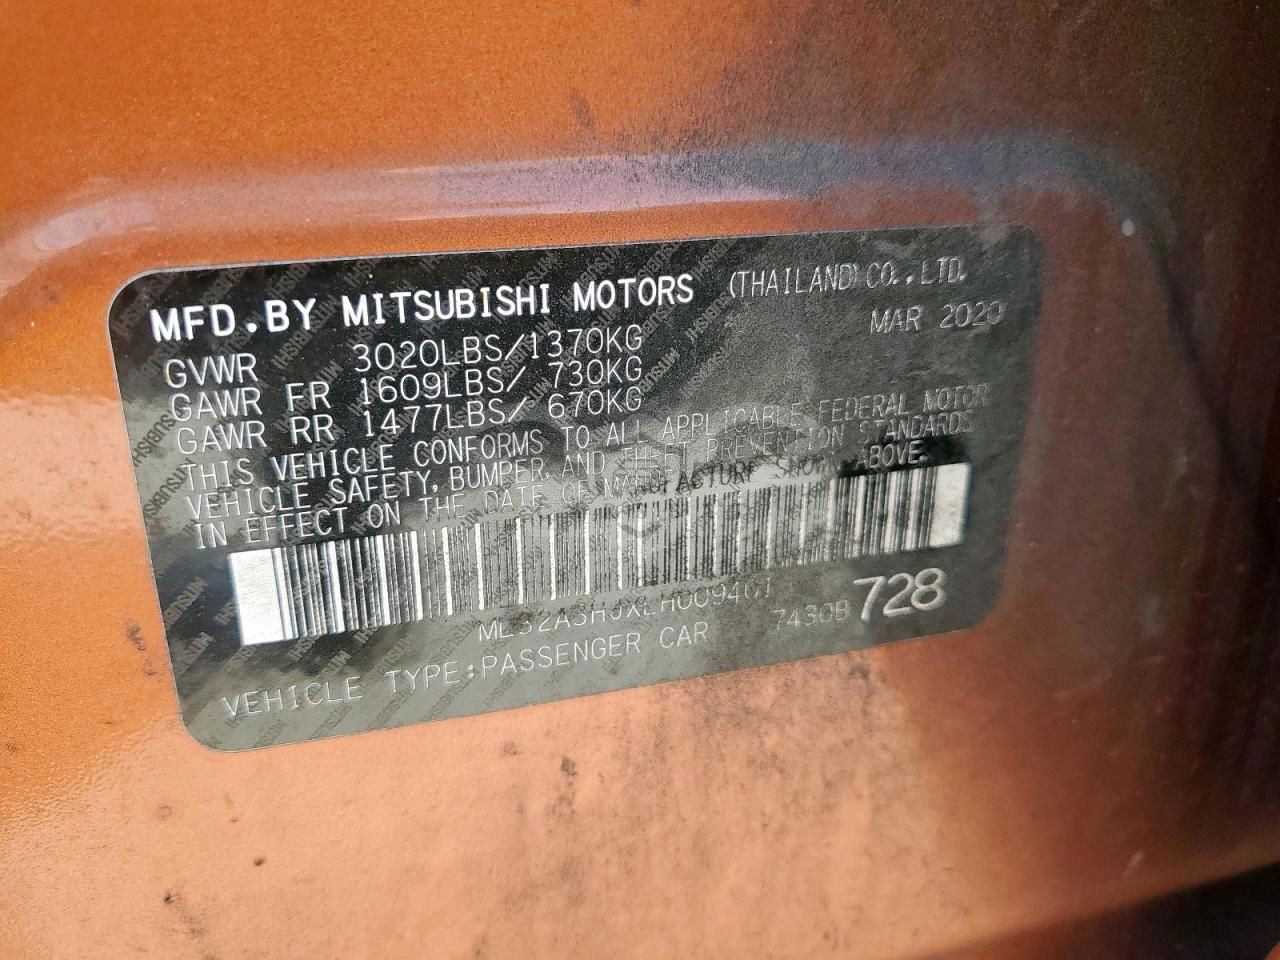 MFD.BY MITSUBISHI MOTORS (THAILAND)CO.,LTD.
MAR 2020
GVWR 3020LBS/1370KG
GAWR FR 1609LBS/ 730KG
GAWR RR 1477LBS/ 670KG
THIS VEHICLE CONFORMS TO ALL APPLICABLE FEDERAL MOTOR
VEHICLE SAFETY, BUMPER, AND THEFT PREVENTION STANDARDS
IN EFFECT ON THE DATE OF MANUFACTURE SHOWN ABOVE.
7430B 728
VEHICLE TYPE:PASSENGER CAR